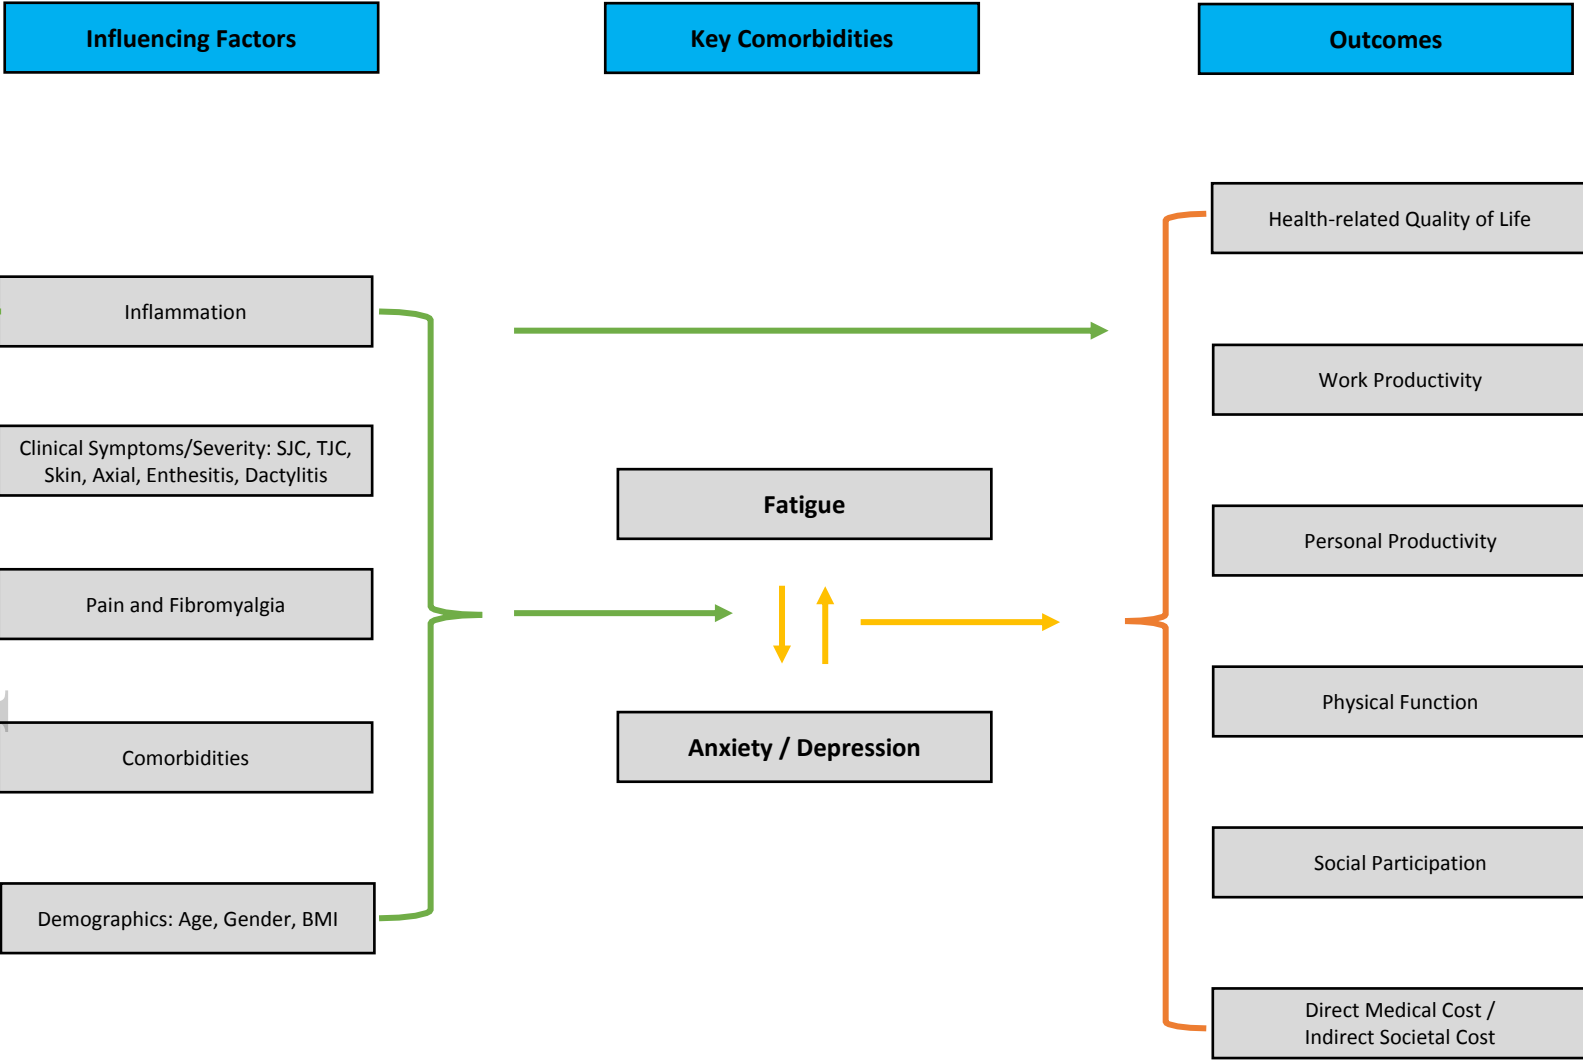 Influencing Factors
Key Comorbidities
Outcomes
Inflammation
Clinical Symptoms/Severity: SJC, TJC,
Skin, Axial, Enthesitis, Dactylitis
Pain and Fibromyalgia
Comorbidities
Demographics: Age, Gender, BMI
Fatigue
Anxiety / Depression
Health-related Quality of Life
Work Productivity
Personal Productivity
Physical Function
Social Participation
Direct Medical Cost /
Indirect Societal Cost